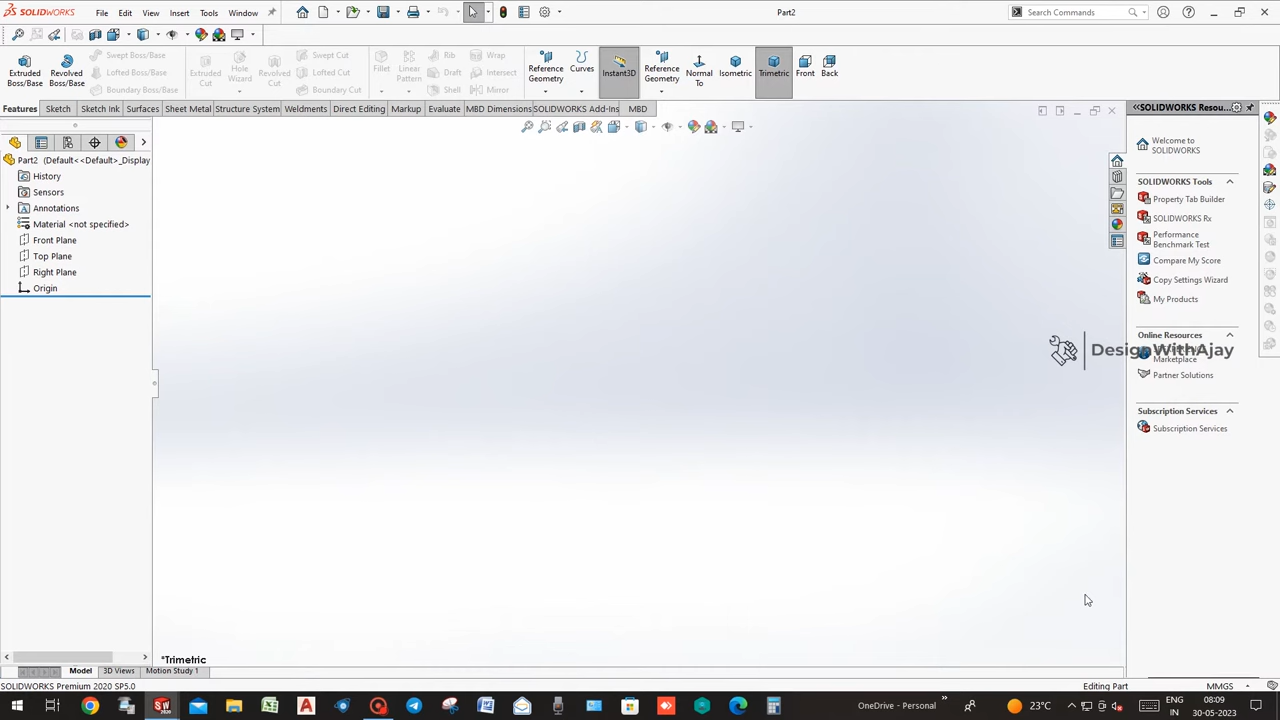 SOLIDWORKS File Edit View Insert Tools Window Part2 Search Commands
Extruded Boss/Base
Revolved Boss/Base
Swept Boss/Base
Lofted Boss/Base
Boundary Boss/Base
Extruded Cut
Hole Wizard
Revolved Cut
Swept Cut
Lofted Cut
Boundary Cut
Fillet
Linear Pattern
Rib
Draft
Shell
Wrap
Intersect
Mirror
Reference Geometry
Curves
Instant3D
Reference Geometry
Normal To
Isometric
Trimetric
Front
Back
Features Sketch Sketch Ink Surfaces Sheet Metal Structure System Weldments Direct Editing Markup Evaluate MBD Dimensions SOLIDWORKS Add-Ins MBD
Part2 (Default<<Default>_Display
History
Sensors
Annotations
Material <not specified>
Front Plane
Top Plane
Right Plane
Origin
<<SOLIDWORKS Resou...
Welcome to
SOLIDWORKS
SOLIDWORKS Tools
Property Tab Builder
SOLIDWORKS Rx
Performance
Benchmark Test
Compare My Score
Copy Settings Wizard
My Products
Online Resources
DesignWithAjay
Marketplace
Partner Solutions
Subscription Services
Subscription Services
*Trimetric
Model 3D Views Motion Study 1
SOLIDWORKS Premium 2020 SP5.0 Editing Part MMGS
OneDrive - Personal
23°C
ENG
IN
08:09
30-05-2023